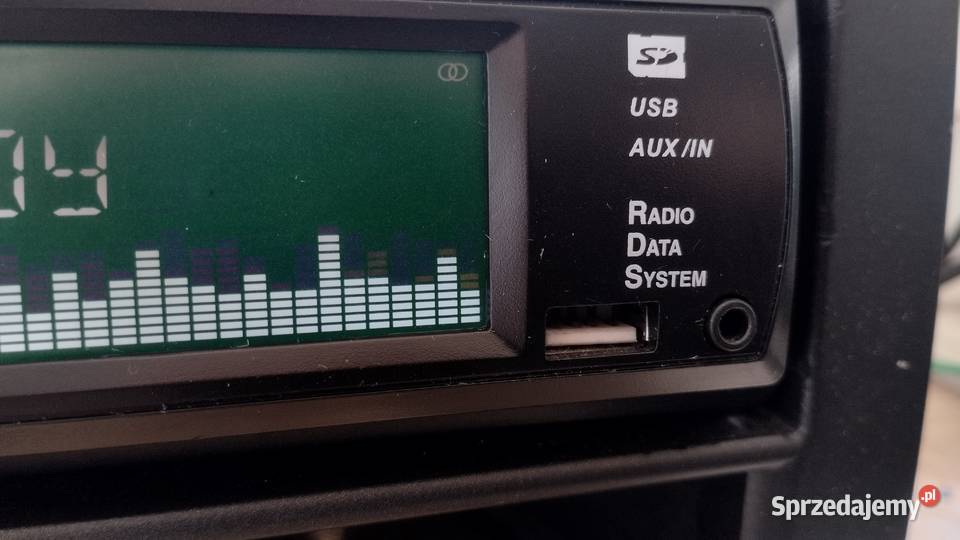 SD
USB
AUX/IN
RADIO
DATA
SYSTEM
Sprzedajemy.pl